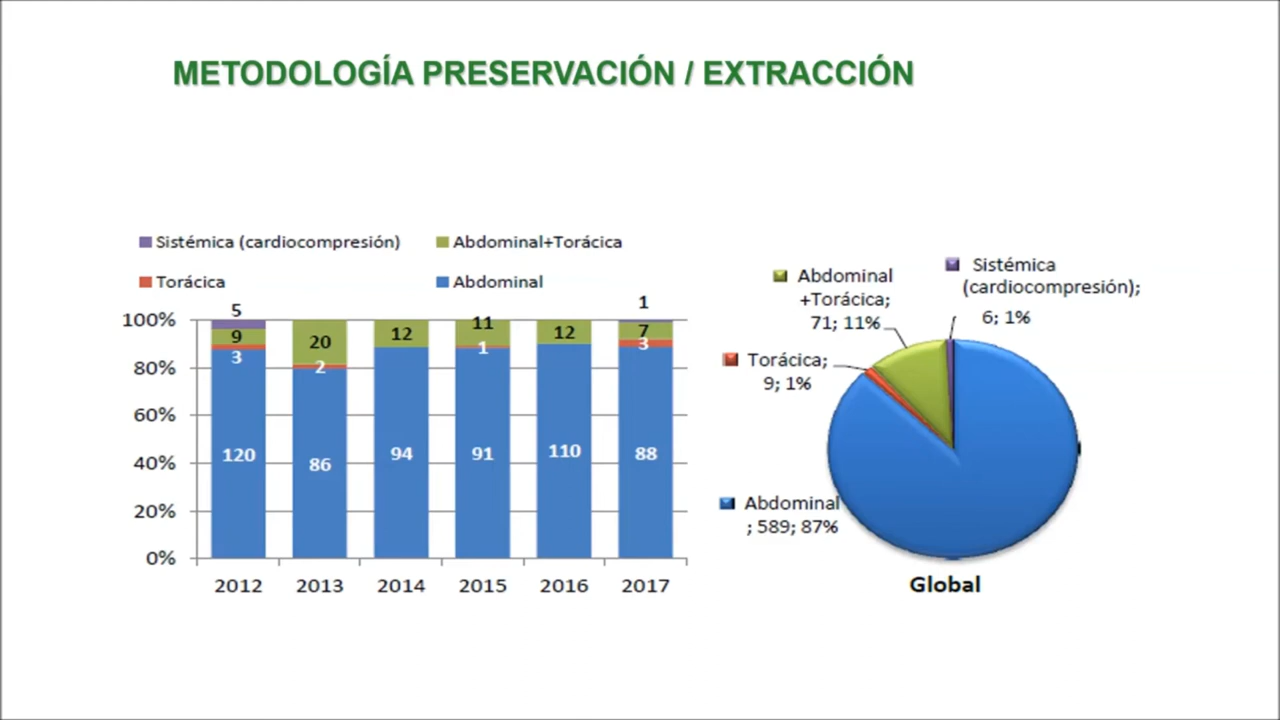 METODOLOGÍA PRESERVACIÓN / EXTRACCIÓN
Sistémica (cardiocompresión)
Abdominal+Torácica
Torácica
Abdominal
100%
80%
60%
40%
20%
0%
5
9
3
120
20
2
86
12
94
11
1
91
12
110
1
7
3
88
2012 2013 2014 2015 2016 2017
Abdominal
+Torácica;
71; 11%
Sistémica
(cardiocompresión);
6; 1%
Torácica;
9; 1%
Abdominal
; 589; 87%
Global